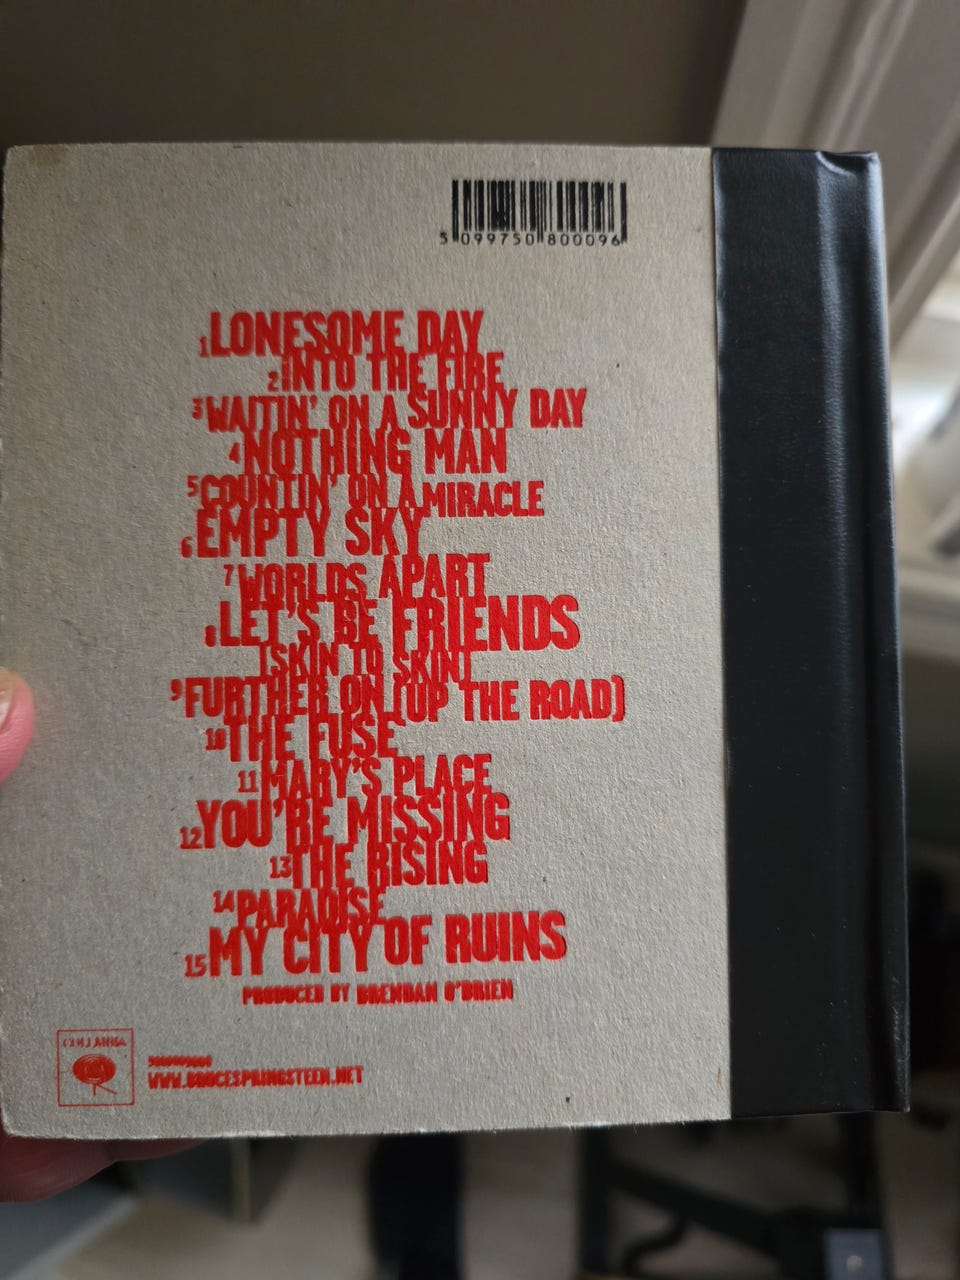 5 099750 800096
1 LONESOME DAY
2 INTO THE FIRE
3 WAITIN' ON A SUNNY DAY
4 NOTHING MAN
5 COUNTIN' ON A MIRACLE
6 EMPTY SKY
7 WORLDS APART
8 LET'S BE FRIENDS
[SKIN TO SKIN]
9 FURTHER ON [UP THE ROAD]
10 THE FUSE
11 MARY'S PLACE
12 YOU'RE MISSING
13 THE RISING
14 PARADISE
15 MY CITY OF RUINS
PRODUCED BY BRENDAN O'BRIEN
COLUMBIA
WWW.BRUCESPRINGSTEEN.NET